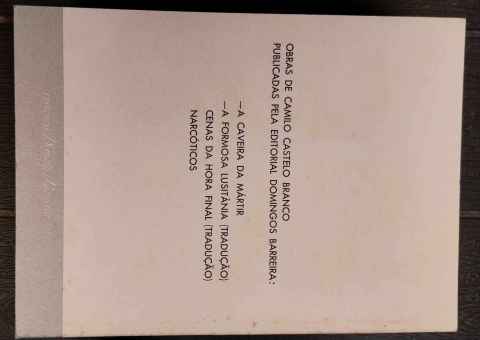 OBRAS DE CAMILO CASTELO BRANCO
PUBLICADAS PELA EDITORIAL DOMINGOS BARREIRA:
—A CAVEIRA DA MÁRTIR
—A FORMOSA LUSITÂNIA (TRADUÇÃO)
CENAS DA HORA FINAL (TRADUÇÃO)
NARCÓTICOS